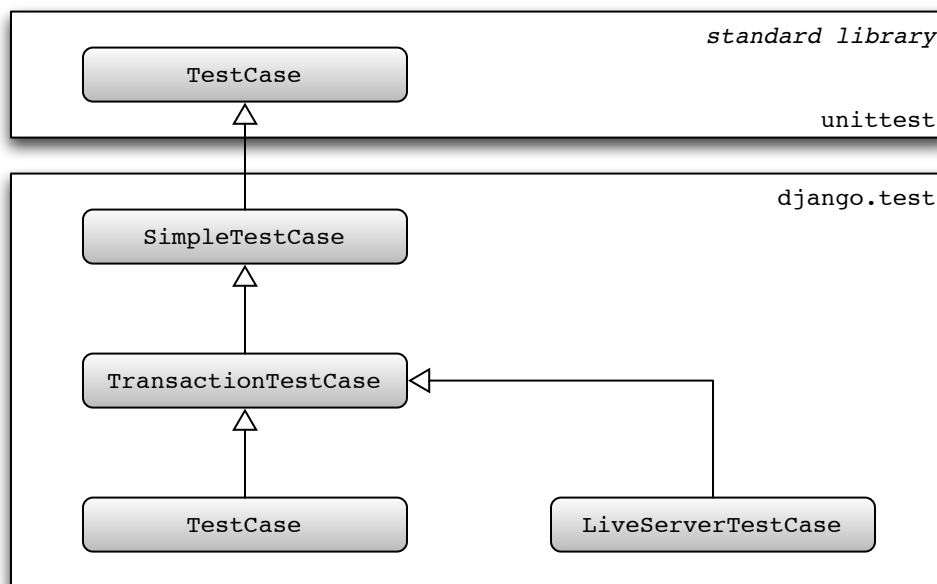 standard library
TestCase
unittest
django.test
SimpleTestCase
TransactionTestCase
TestCase
LiveServerTestCase